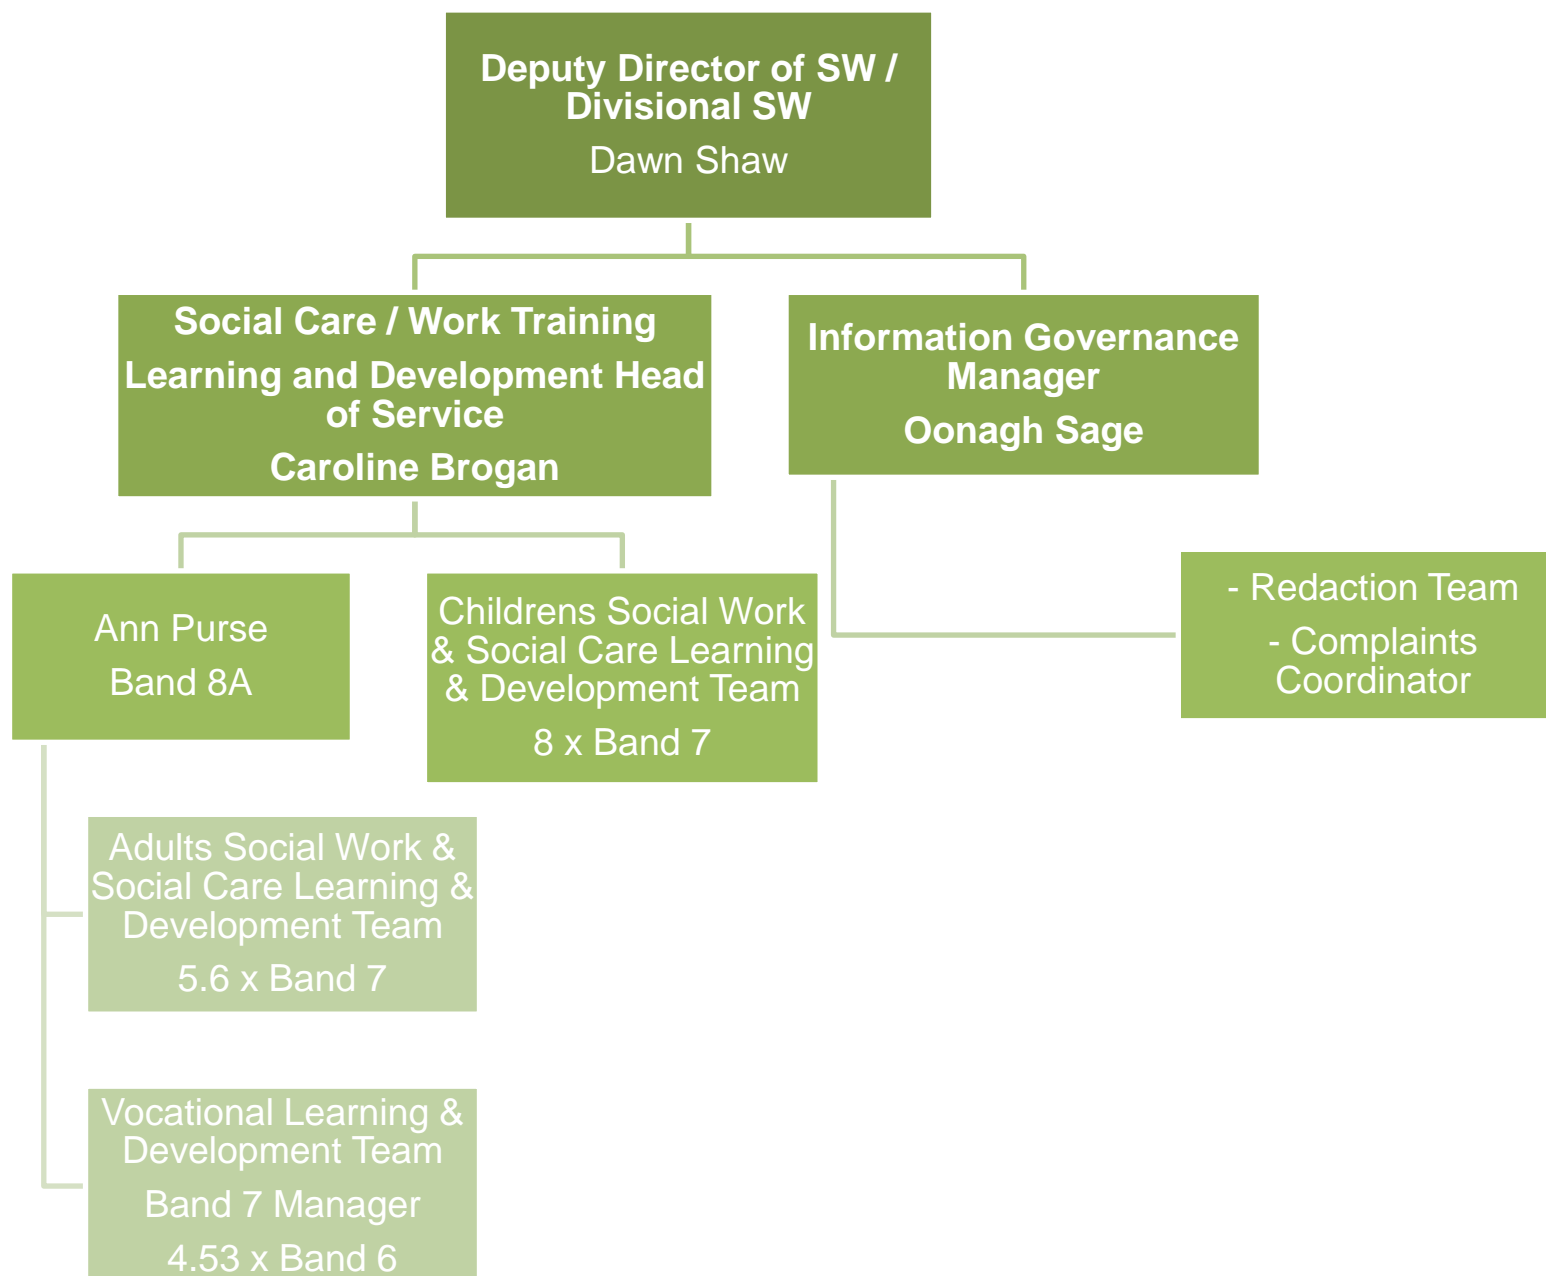 Deputy Director of SW /
Divisional SW
Dawn Shaw
Social Care / Work Training
Learning and Development Head
of Service
Caroline Brogan
Information Governance
Manager
Oonagh Sage
Ann Purse
Band 8A
Childrens Social Work
& Social Care Learning
& Development Team
8 x Band 7
- Redaction Team
- Complaints
Coordinator
Adults Social Work &
Social Care Learning &
Development Team
5.6 x Band 7
Vocational Learning &
Development Team
Band 7 Manager
4.53 x Band 6